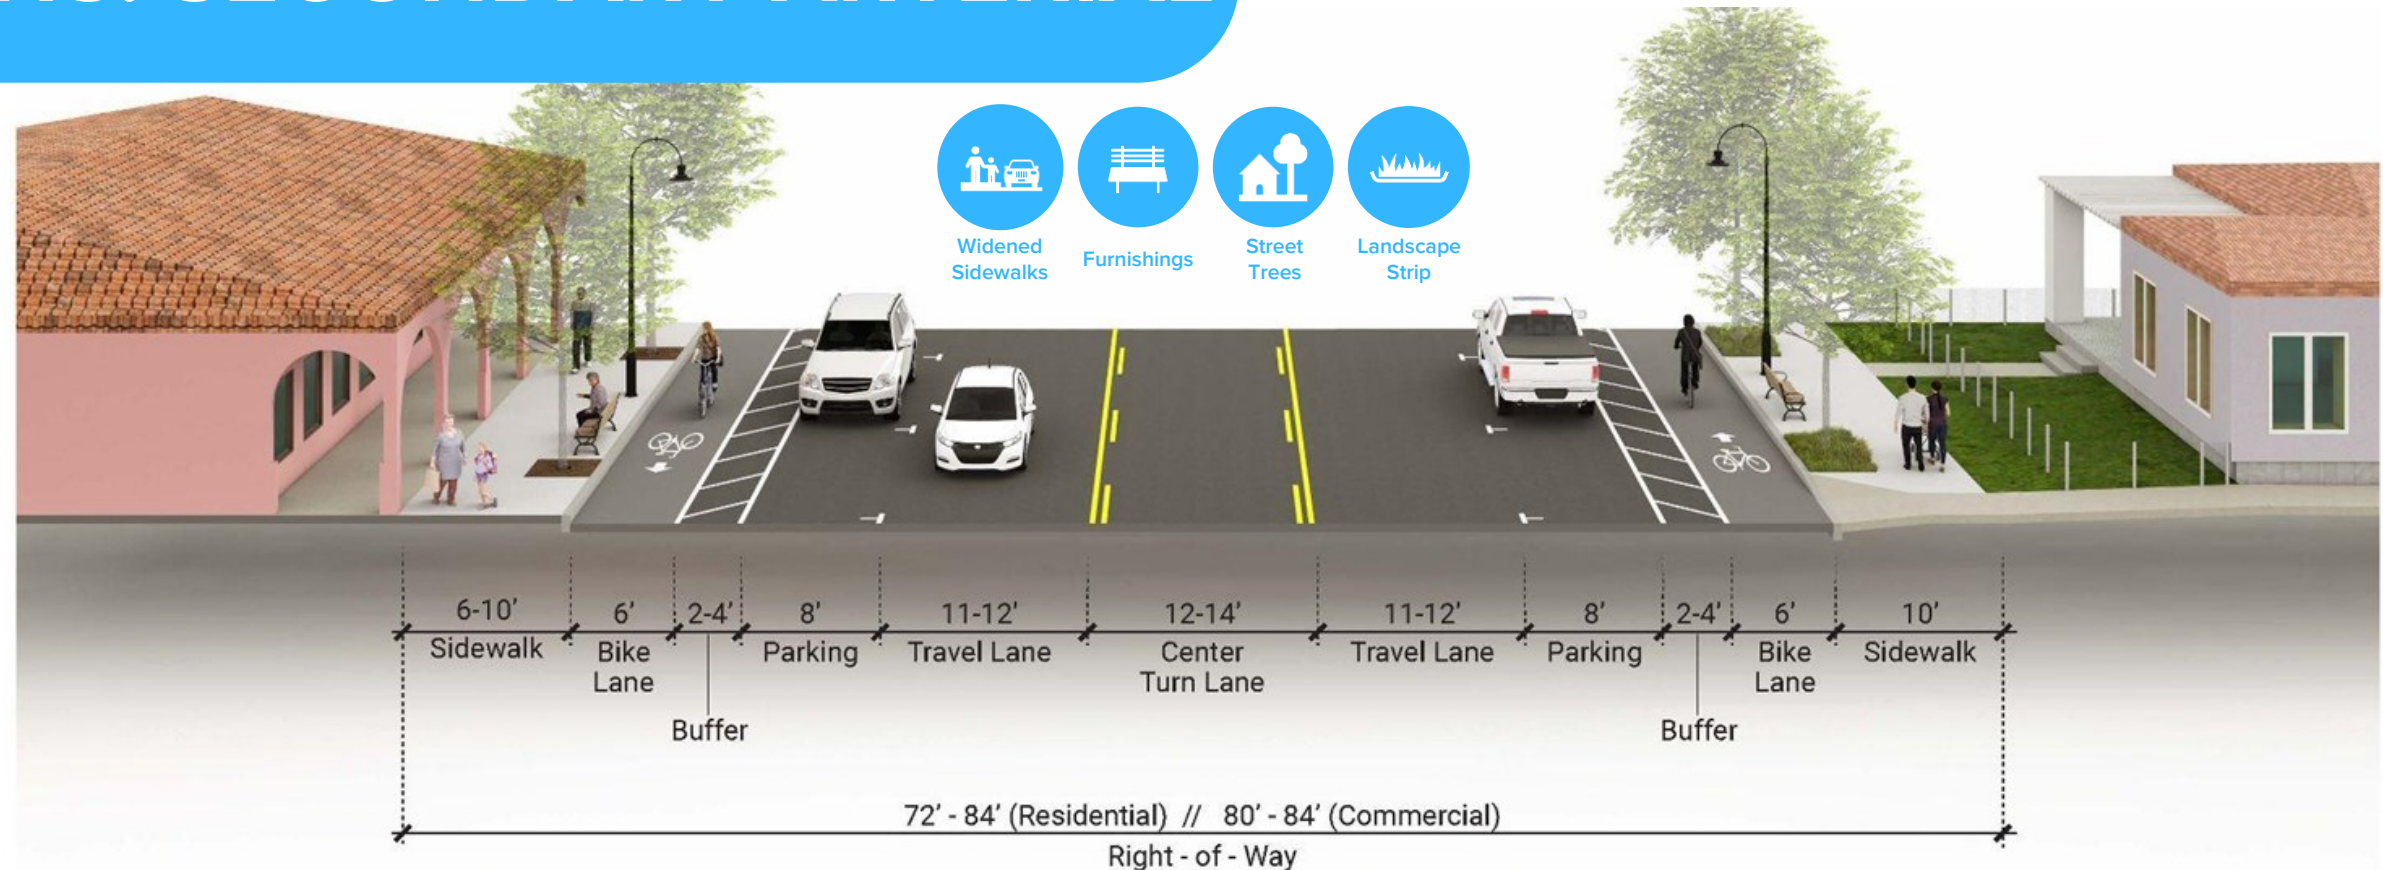 Widened
Sidewalks
Furnishings
Street
Trees
Landscape
Strip
6-10’ 6’ 2-4’ 8’ 11-12’ 12-14’ 11-12’ 8’ 2-4’ 6’ 10’
Sidewalk Bike Lane Parking Travel Lane Center Turn Lane Travel Lane Parking Bike Lane Sidewalk
Buffer Buffer
72’ - 84’ (Residential) // 80’ - 84’ (Commercial)
Right - of - Way